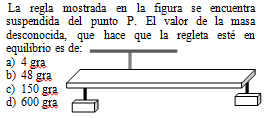 La regla mostrada en la figura se encuentra
suspendida del punto P. El valor de la masa
desconocida, que hace que la regleta esté en
equilibrio es de:
a) 4 gra
b) 48 gra
c) 150 gra
d) 600 gra